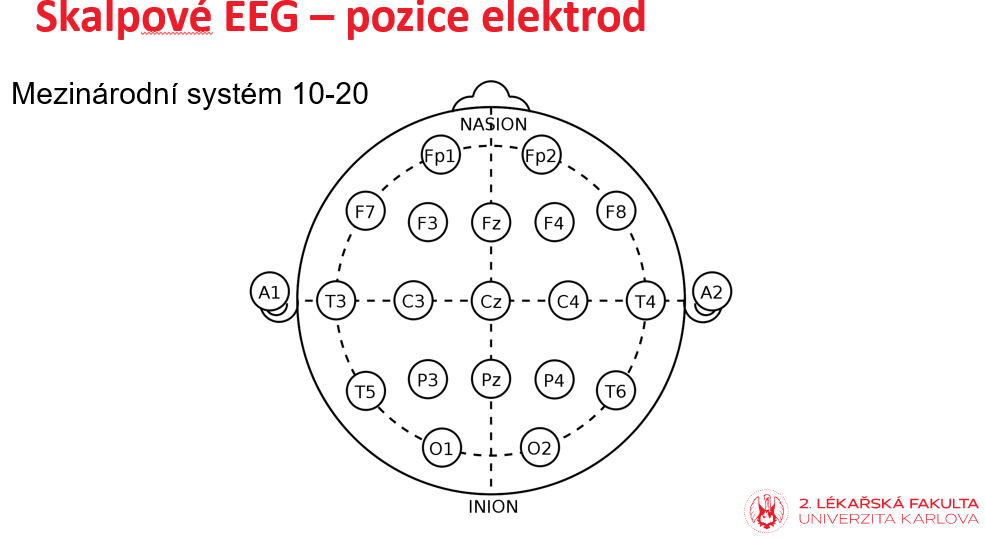 Skalpové EEG – pozice elektrod
Mezinárodní systém 10-20
NASION
Fp1 Fp2
F7 F3 Fz F4 F8
A1 T3 C3 Cz C4 T4 A2
T5 P3 Pz P4 T6
O1 O2
INION
2. LÉKAŘSKÁ FAKULTA
UNIVERZITA KARLOVA